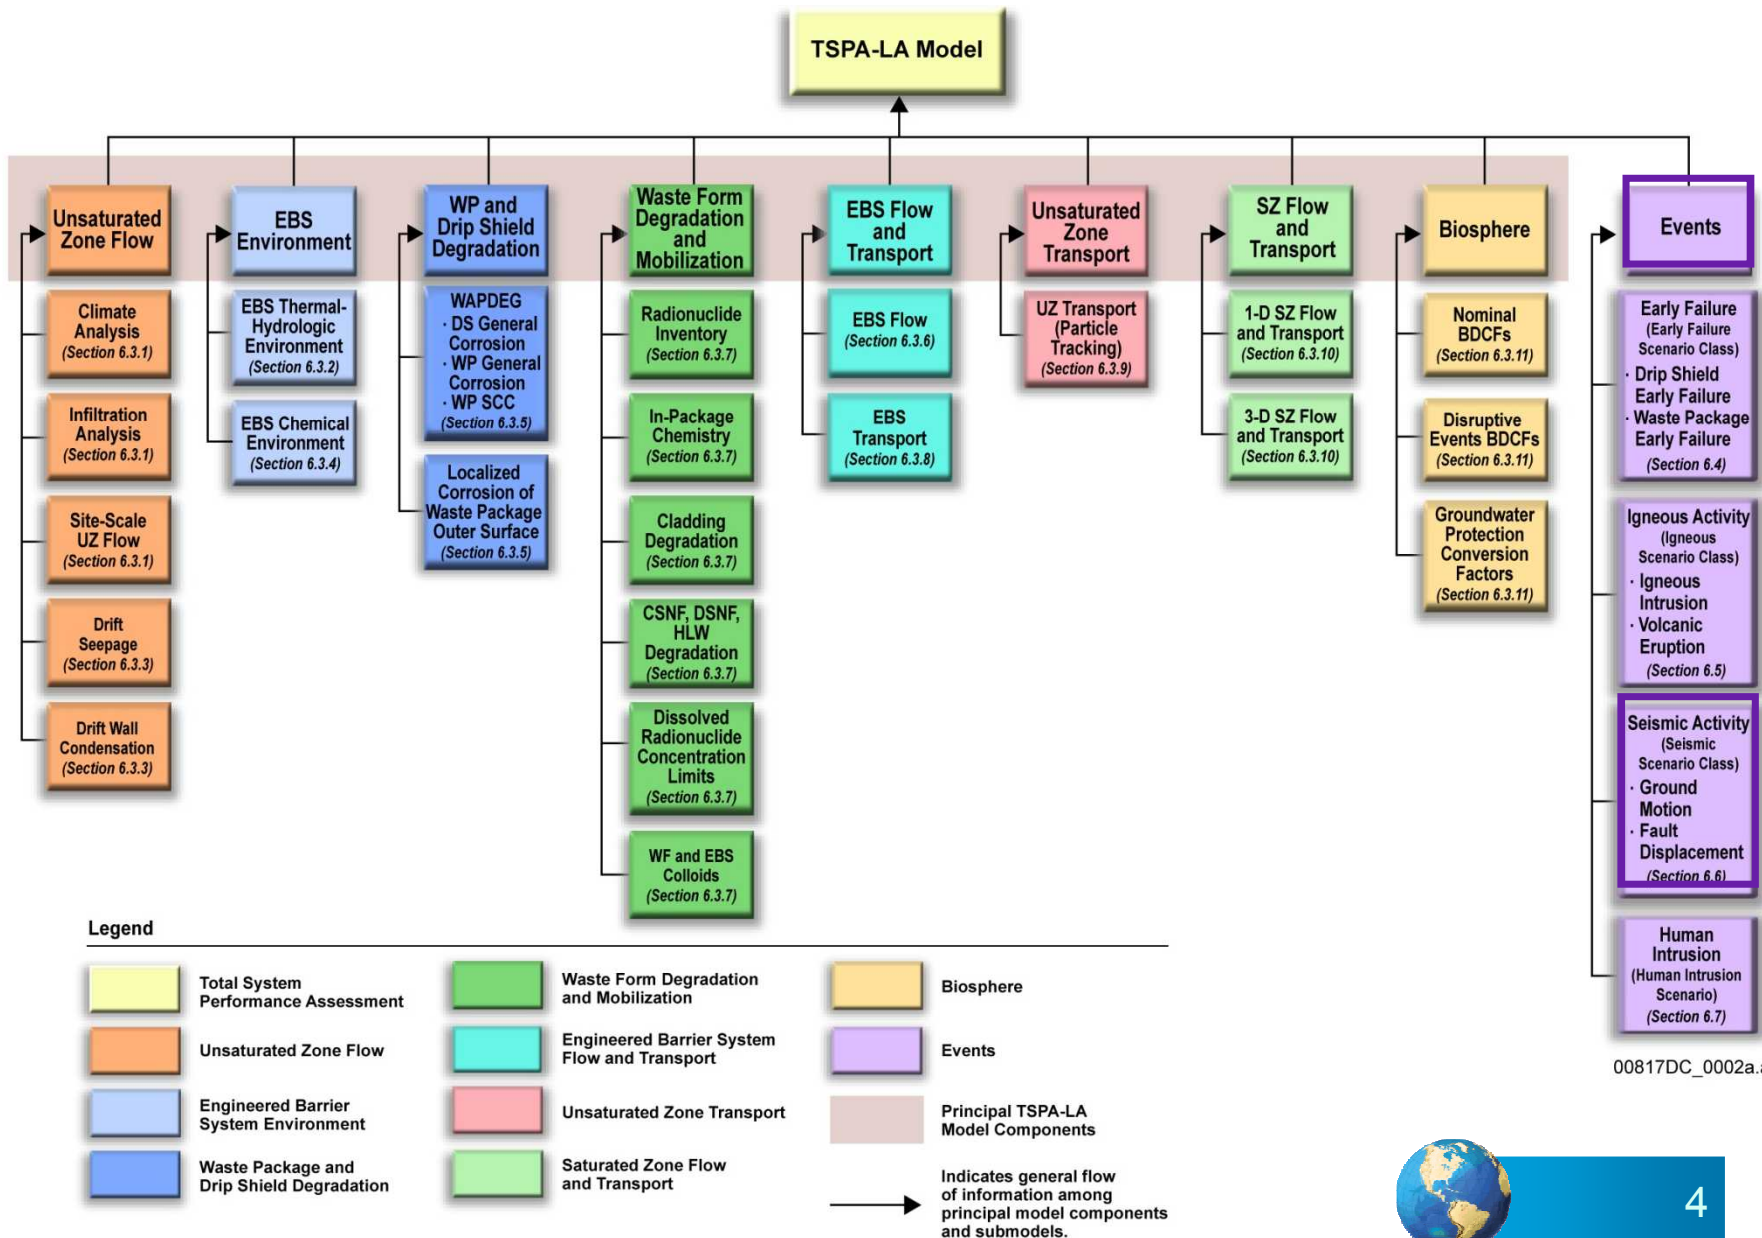 TSPA-LA Model
Unsaturated
Zone Flow
Climate
Analysis
(Section 6.3.1)
Infiltration
Analysis
(Section 6.3.1)
Site-Scale
UZ Flow
(Section 6.3.1)
Drift
Seepage
(Section 6.3.3)
Drift Wall
Condensation
(Section 6.3.3)
EBS
Environment
EBS Thermal-
Hydrologic
Environment
(Section 6.3.2)
EBS Chemical
Environment
(Section 6.3.4)
WP and
Drip Shield
Degradation
WAPDEG
· DS General
Corrosion
· WP General
Corrosion
· WP SCC
(Section 6.3.5)
Localized
Corrosion of
Waste Package
Outer Surface
(Section 6.3.5)
Waste Form
Degradation
and
Mobilization
Radionuclide
Inventory
(Section 6.3.7)
In-Package
Chemistry
(Section 6.3.7)
Cladding
Degradation
(Section 6.3.7)
CSNF, DSNF,
HLW
Degradation
(Section 6.3.7)
Dissolved
Radionuclide
Concentration
Limits
(Section 6.3.7)
WF and EBS
Colloids
(Section 6.3.7)
EBS Flow
and
Transport
EBS Flow
(Section 6.3.6)
EBS
Transport
(Section 6.3.8)
Unsaturated
Zone
Transport
UZ Transport
(Particle
Tracking)
(Section 6.3.9)
SZ Flow
and
Transport
1-D SZ Flow
and Transport
(Section 6.3.10)
3-D SZ Flow
and Transport
(Section 6.3.10)
Biosphere
Nominal
BDCFs
(Section 6.3.11)
Disruptive
Events BDCFs
(Section 6.3.11)
Groundwater
Protection
Conversion
Factors
(Section 6.3.11)
Events
Early Failure
(Early Failure
Scenario Class)
· Drip Shield
Early Failure
· Waste Package
Early Failure
(Section 6.4)
Igneous Activity
(Igneous
Scenario Class)
· Igneous
Intrusion
· Volcanic
Eruption
(Section 6.5)
Seismic Activity
(Seismic
Scenario Class)
· Ground
Motion
· Fault
Displacement
(Section 6.6)
Human
Intrusion
(Human Intrusion
Scenario)
(Section 6.7)
00817DC_0002a.a
Legend
Total System
Performance Assessment
Unsaturated Zone Flow
Engineered Barrier
System Environment
Waste Package and
Drip Shield Degradation
Waste Form Degradation
and Mobilization
Engineered Barrier System
Flow and Transport
Unsaturated Zone Transport
Saturated Zone Flow
and Transport
Biosphere
Events
Principal TSPA-LA
Model Components
Indicates general flow
of information among
principal model components
and submodels.
4